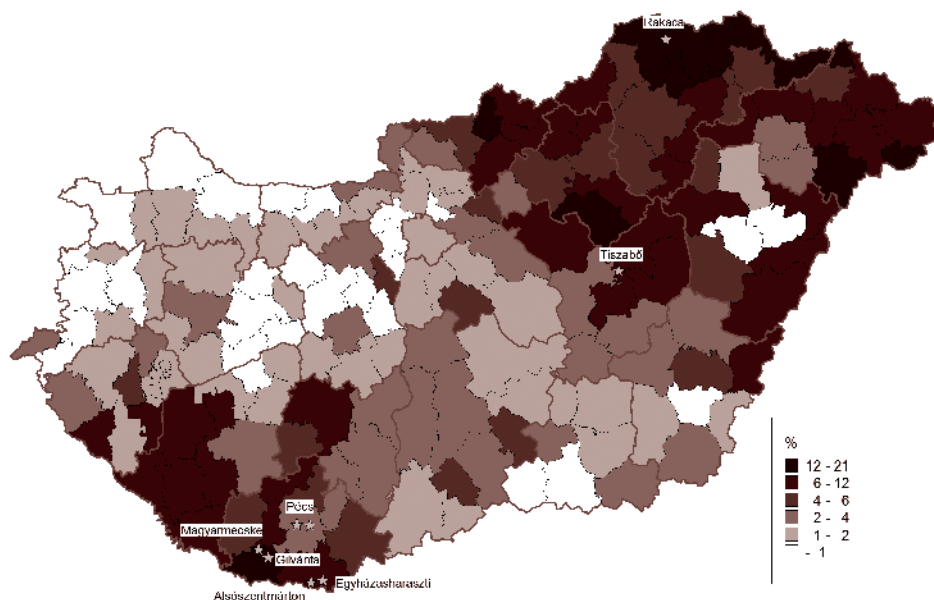 Rakaca
Tiszabő
Pécs
Magyarmecske
Gilvánfa
Egyházasharaszti
Alsószentmárton
%
12 - 21
6 - 12
4 - 6
2 - 4
1 - 2
- 1